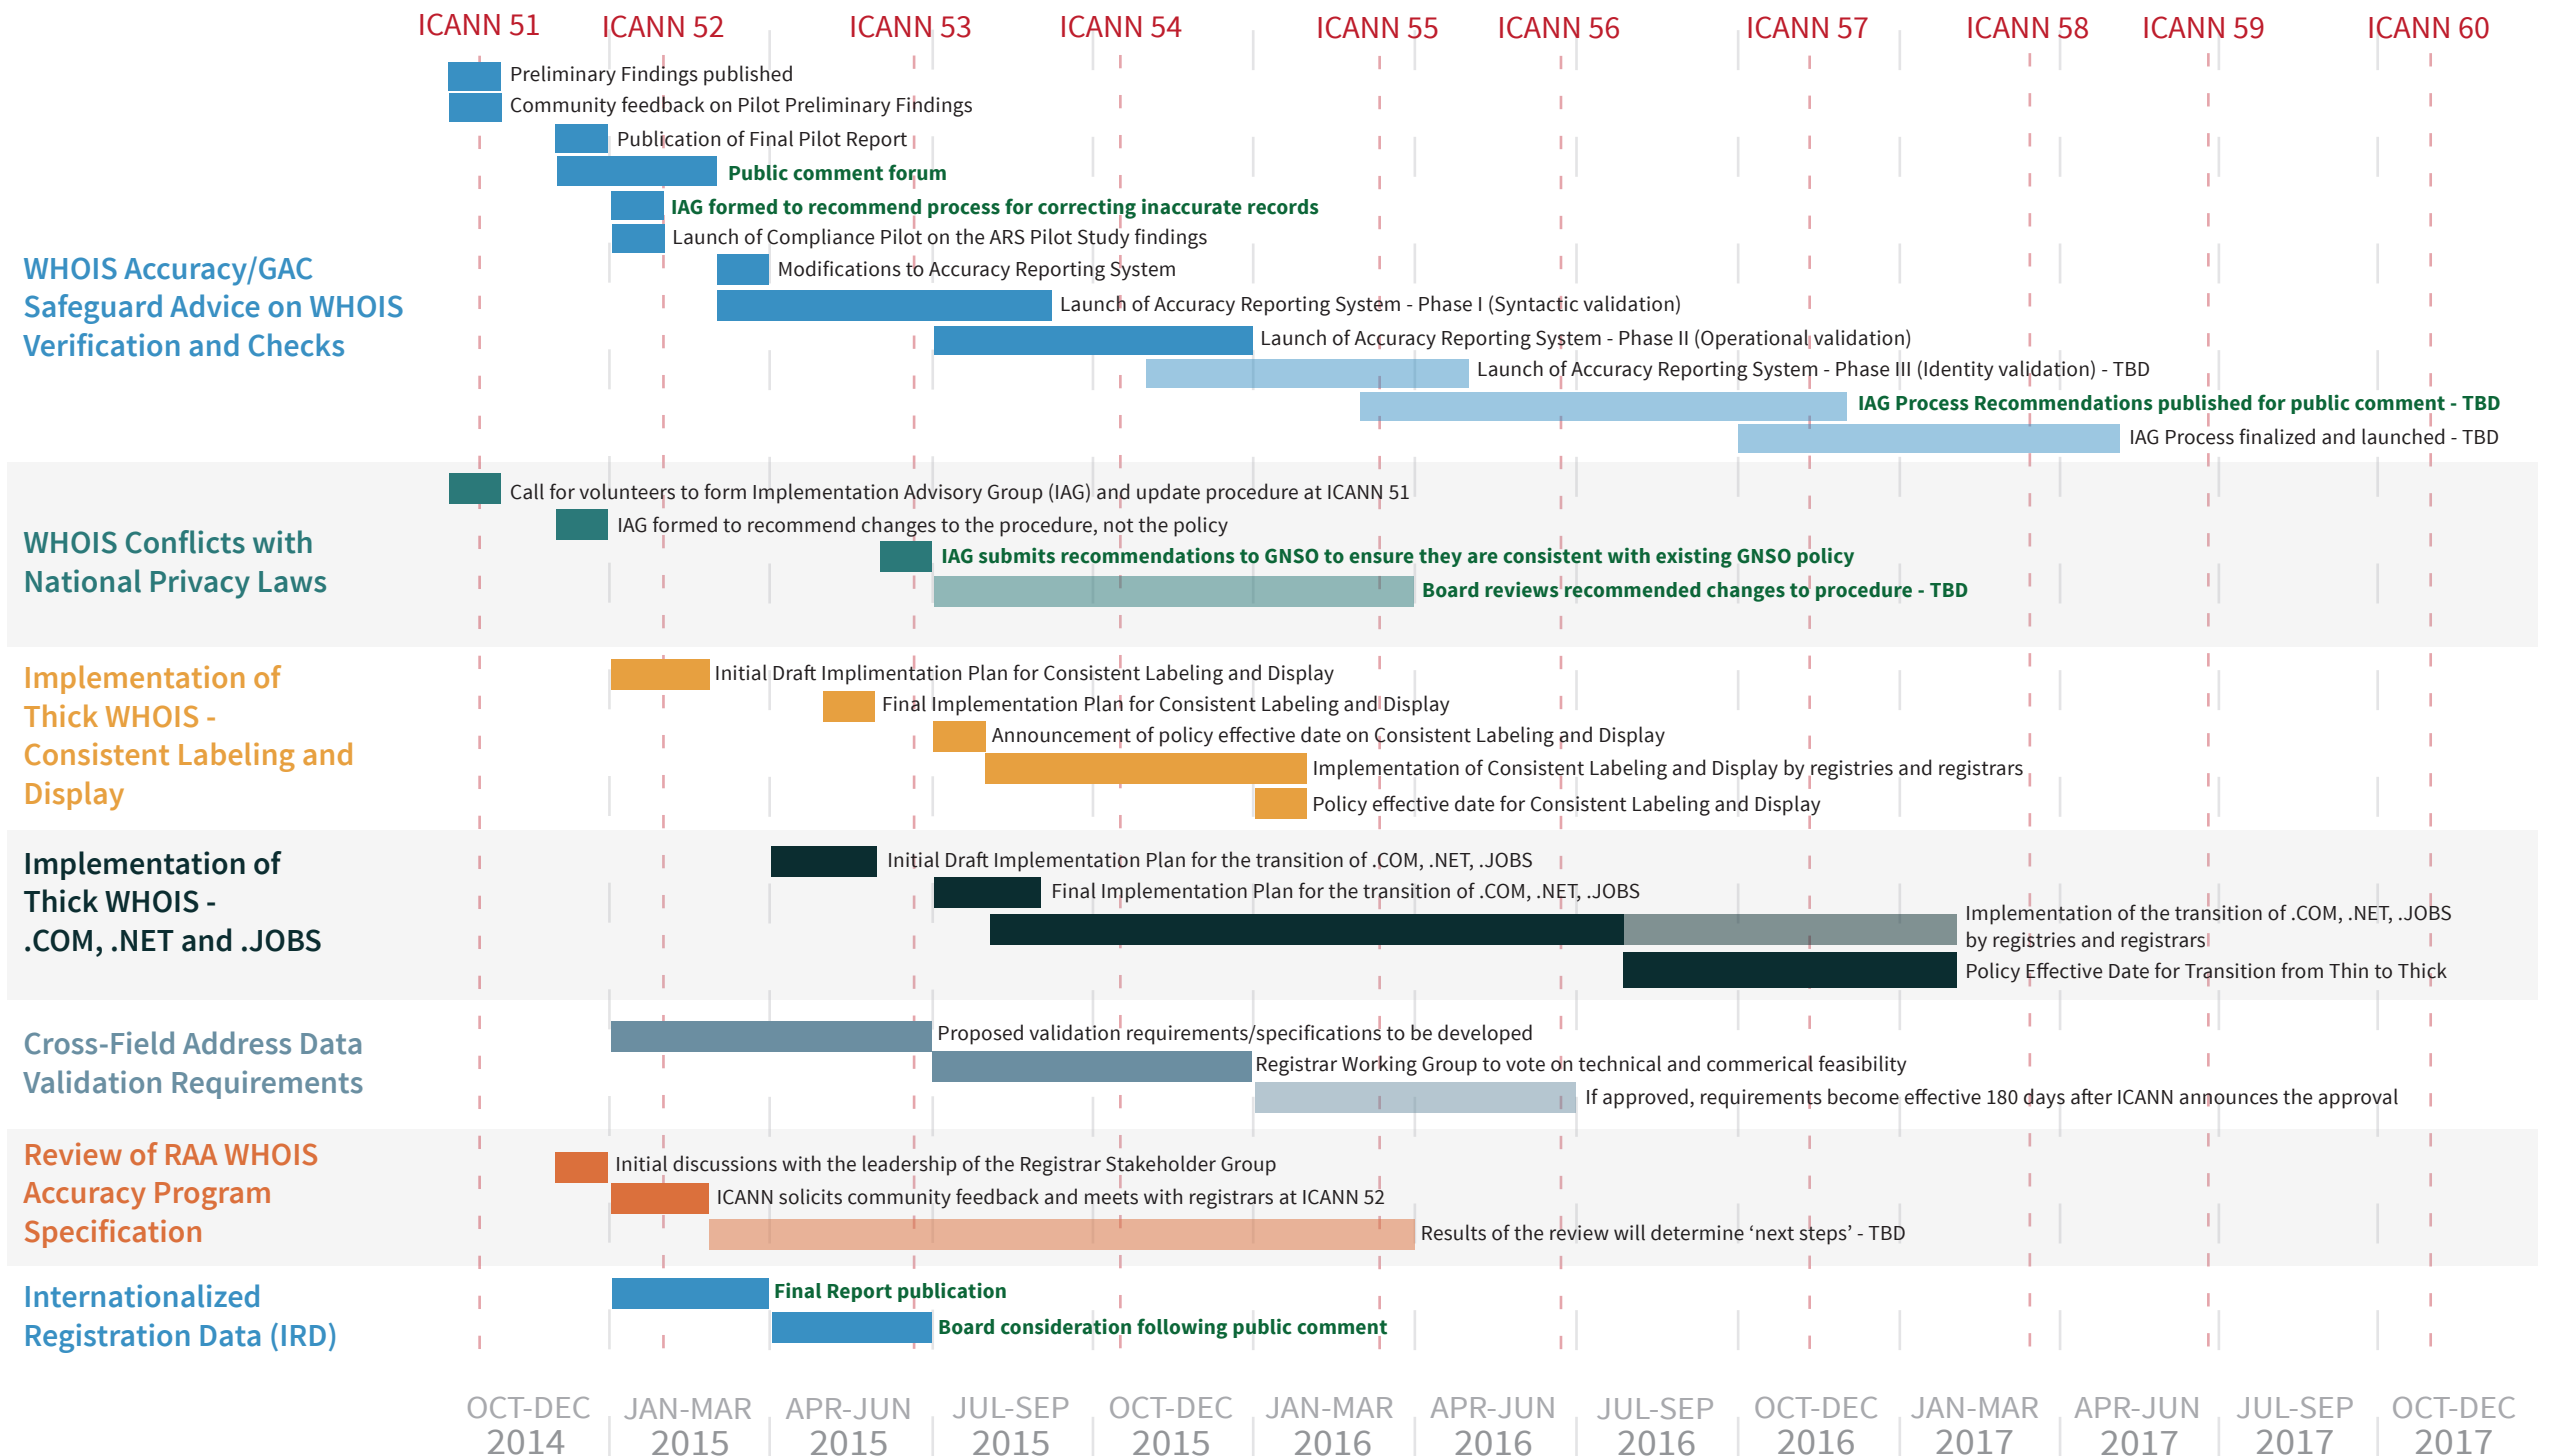 ICANN 51 ICANN 52 ICANN 53 ICANN 54 ICANN 55 ICANN 56 ICANN 57 ICANN 58 ICANN 59 ICANN 60
WHOIS Accuracy/GAC
Safeguard Advice on WHOIS
Verification and Checks
Preliminary Findings published
Community feedback on Pilot Preliminary Findings
Publication of Final Pilot Report
Public comment forum
IAG formed to recommend process for correcting inaccurate records
Launch of Compliance Pilot on the ARS Pilot Study findings
Modifications to Accuracy Reporting System
Launch of Accuracy Reporting System - Phase I (Syntactic validation)
Launch of Accuracy Reporting System - Phase II (Operational validation)
Launch of Accuracy Reporting System - Phase III (Identity validation) - TBD
IAG Process Recommendations published for public comment - TBD
IAG Process finalized and launched - TBD
WHOIS Conflicts with
National Privacy Laws
Call for volunteers to form Implementation Advisory Group (IAG) and update procedure at ICANN 51
IAG formed to recommend changes to the procedure, not the policy
IAG submits recommendations to GNSO to ensure they are consistent with existing GNSO policy
Board reviews recommended changes to procedure - TBD
Implementation of
Thick WHOIS -
Consistent Labeling and
Display
Initial Draft Implimentation Plan for Consistent Labeling and Display
Final Implementation Plan for Consistent Labeling and Display
Announcement of policy effective date on Consistent Labeling and Display
Implementation of Consistent Labeling and Display by registries and registrars
Policy effective date for Consistent Labeling and Display
Implementation of
Thick WHOIS -
.COM, .NET and .JOBS
Initial Draft Implementation Plan for the transition of .COM, .NET, .JOBS
Final Implementation Plan for the transition of .COM, .NET, .JOBS
Implementation of the transition of .COM, .NET, .JOBS
by registries and registrars
Policy Effective Date for Transition from Thin to Thick
Cross-Field Address Data
Validation Requirements
Proposed validation requirements/specifications to be developed
Registrar Working Group to vote on technical and commerical feasibility
If approved, requirements become effective 180 days after ICANN announces the approval
Review of RAA WHOIS
Accuracy Program
Specification
Initial discussions with the leadership of the Registrar Stakeholder Group
ICANN solicits community feedback and meets with registrars at ICANN 52
Results of the review will determine ‘next steps’ - TBD
Internationalized
Registration Data (IRD)
Final Report publication
Board consideration following public comment
OCT-DEC JAN-MAR APR-JUN JUL-SEP OCT-DEC JAN-MAR APR-JUN JUL-SEP OCT-DEC JAN-MAR APR-JUN JUL-SEP OCT-DEC
2014 2015 2015 2015 2015 2016 2016 2016 2016 2017 2017 2017 2017